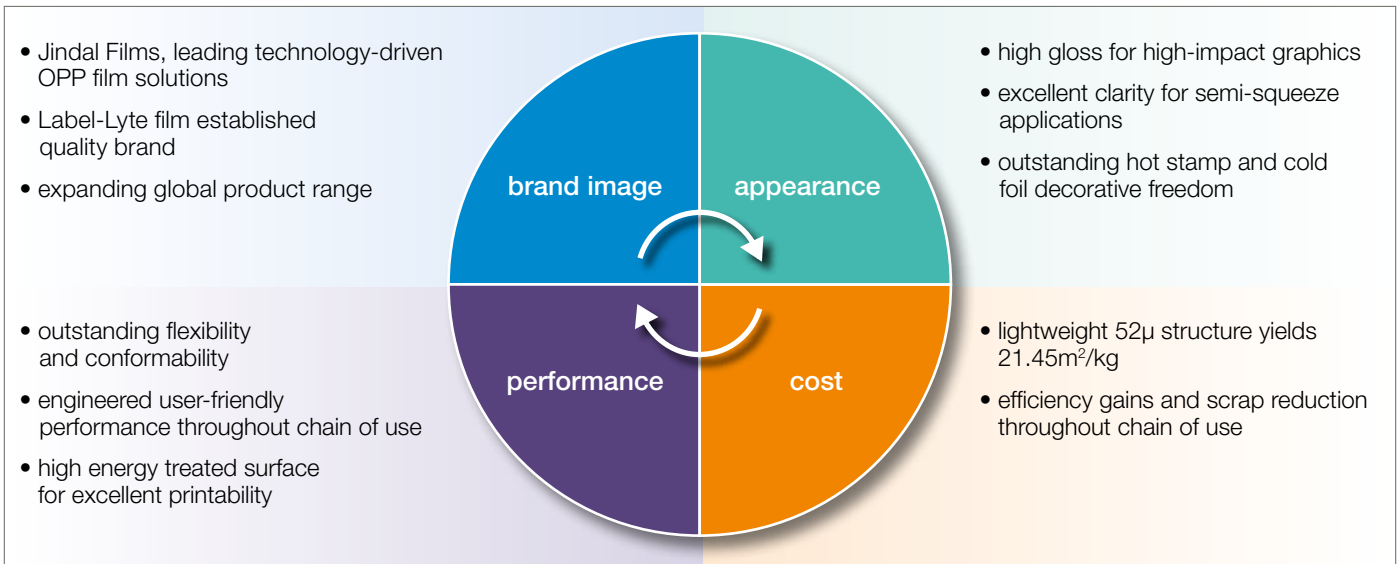 • Jindal Films, leading technology-driven
OPP film solutions
• Label-Lyte film established
quality brand
• expanding global product range
brand image
appearance
• high gloss for high-impact graphics
• excellent clarity for semi-squeeze
applications
• outstanding hot stamp and cold
foil decorative freedom
• outstanding flexibility
and conformability
• engineered user-friendly
performance throughout chain of use
• high energy treated surface
for excellent printability
performance
cost
• lightweight 52µ structure yields
21.45m²/kg
• efficiency gains and scrap reduction
throughout chain of use